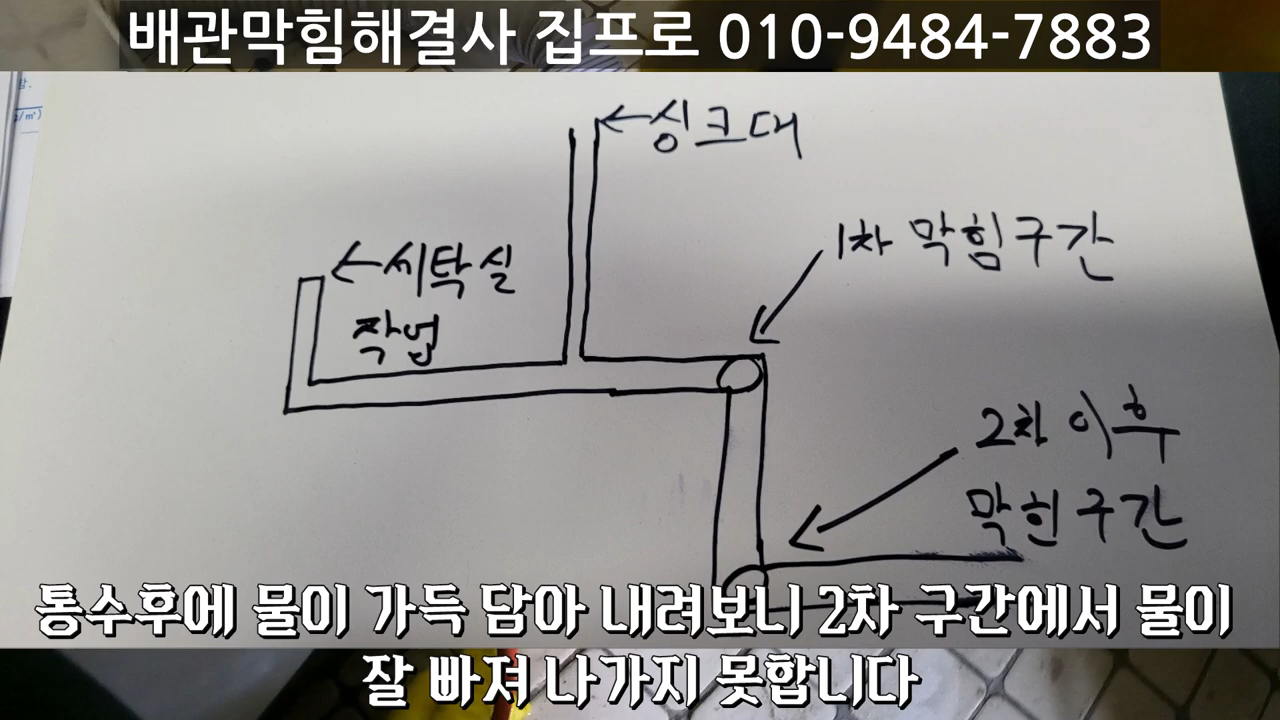 배관막힘해결사 집프로 010-9484-7883
/㎡)
←싱크대
←세탁실
작업
1차 막힘구간
2차 이후
막힌구간
통수후에 물이 가득 담아 내려보니 2차 구간에서 물이
잘 빠져 나가지 못합니다